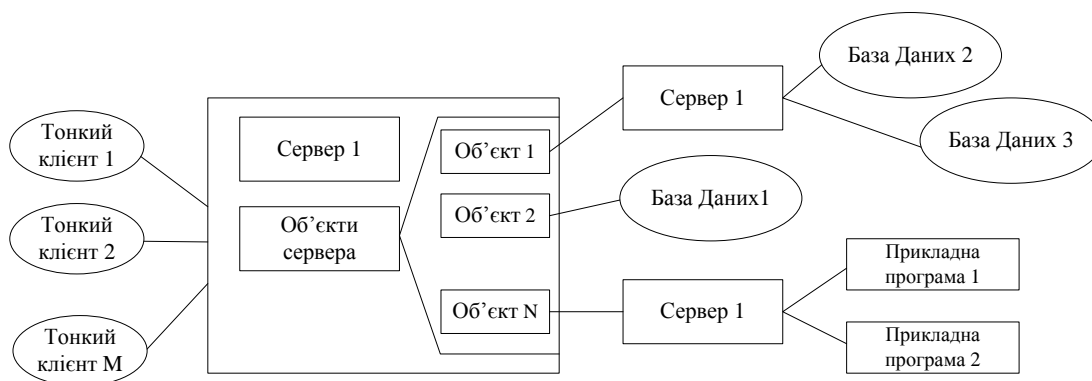 Тонкий
клієнт 1
Тонкий
клієнт 2
Тонкий
клієнт M
Сервер 1
Об’єкти
сервера
Об’єкт 1
Об’єкт 2
Об’єкт N
Сервер 1
База Даних 2
База Даних 3
База Даних1
Сервер 1
Прикладна
програма 1
Прикладна
програма 2